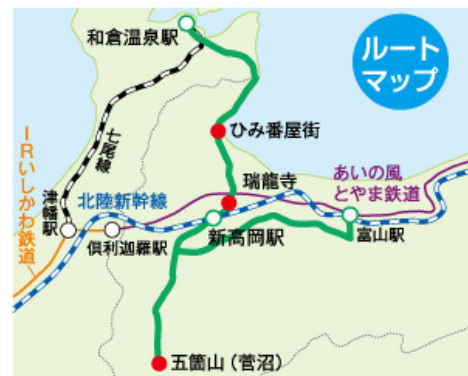 ルート
マップ
和倉温泉駅
七尾線
ひみ番屋街
瑞龍寺
あいの風
とやま鉄道
IRいしかわ鉄道
津幡駅
北陸新幹線
倶利迦羅駅
新高岡駅
富山駅
五箇山（菅沼）